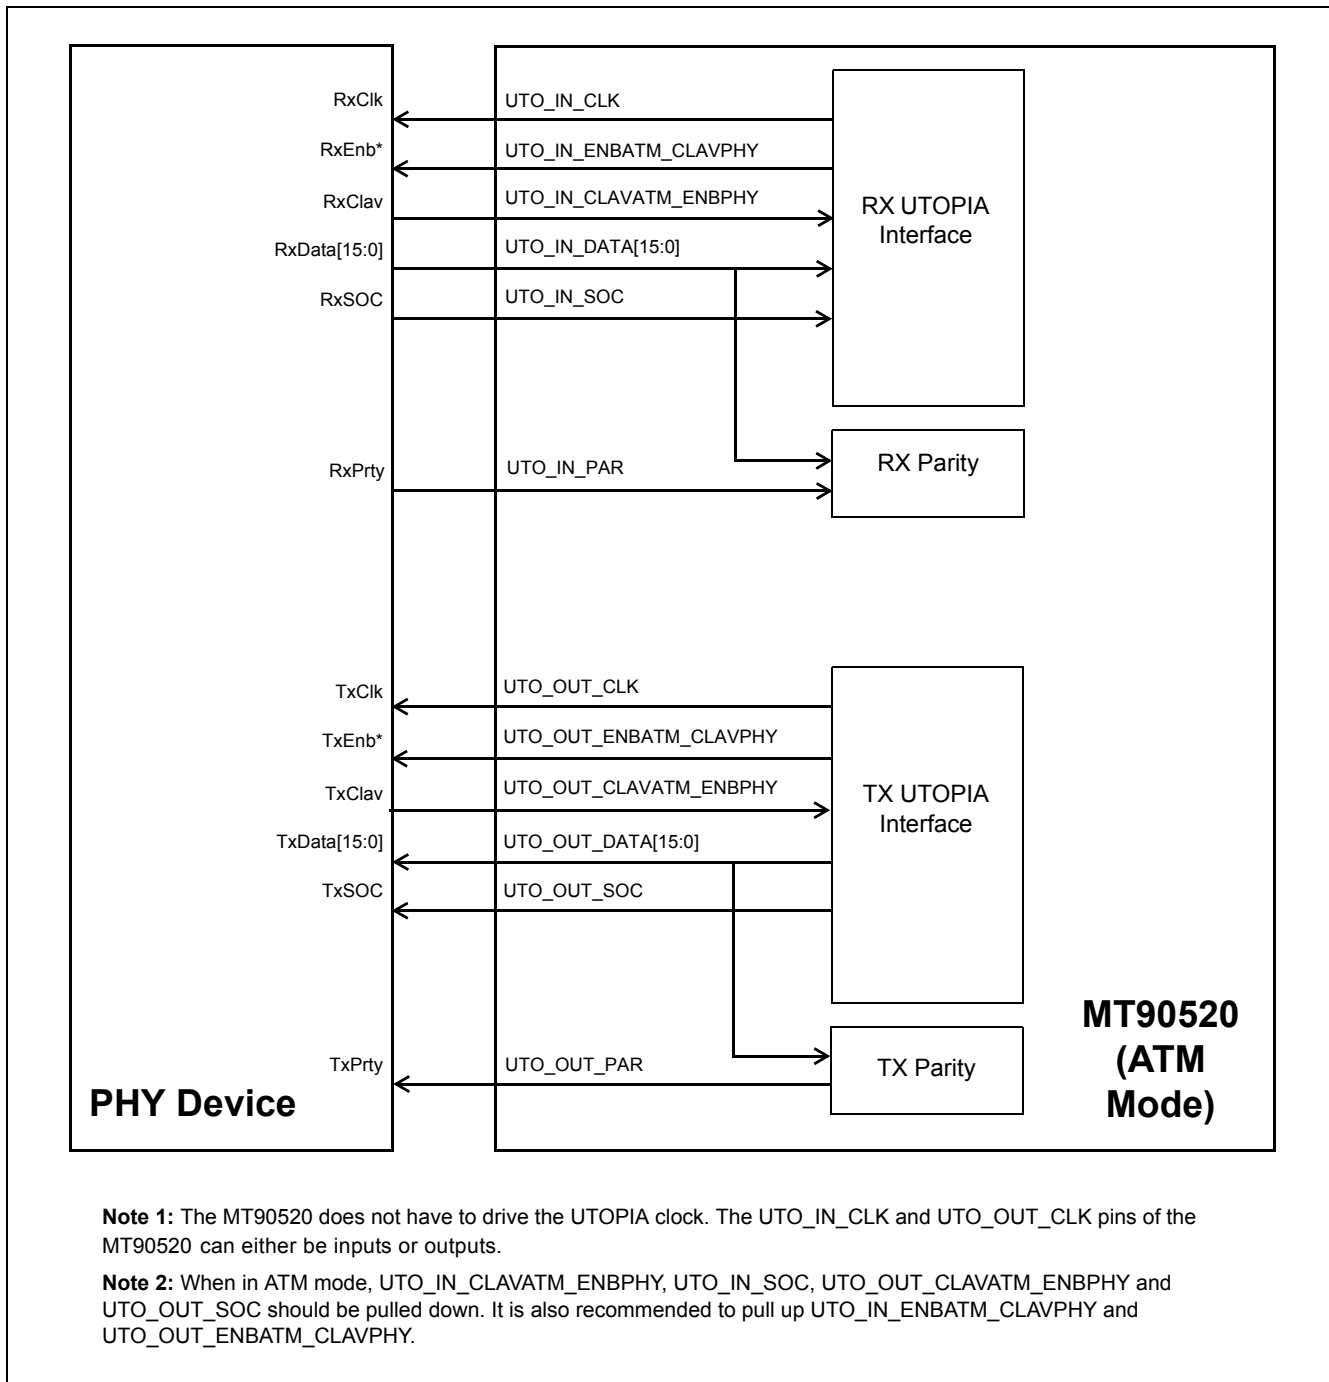 RxClk UTO_IN_CLK
RxEnb* UTO_IN_ENBATM_CLAVPHY
RxClav UTO_IN_CLAVATM_ENBPHY
RX UTOPIA
Interface
RxData[15:0] UTO_IN_DATA[15:0]
RxSOC UTO_IN_SOC
RxPrty UTO_IN_PAR
RX Parity
TxClk UTO_OUT_CLK
TxEnb* UTO_OUT_ENBATM_CLAVPHY
TxClav UTO_OUT_CLAVATM_ENBPHY
TX UTOPIA
Interface
TxData[15:0] UTO_OUT_DATA[15:0]
TxSOC UTO_OUT_SOC
TxPrty UTO_OUT_PAR
TX Parity
PHY Device
MT90520
(ATM
Mode)
Note 1: The MT90520 does not have to drive the UTOPIA clock. The UTO_IN_CLK and UTO_OUT_CLK pins of the
MT90520 can either be inputs or outputs.
Note 2: When in ATM mode, UTO_IN_CLAVATM_ENBPHY, UTO_IN_SOC, UTO_OUT_CLAVATM_ENBPHY and
UTO_OUT_SOC should be pulled down. It is also recommended to pull up UTO_IN_ENBATM_CLAVPHY and
UTO_OUT_ENBATM_CLAVPHY.